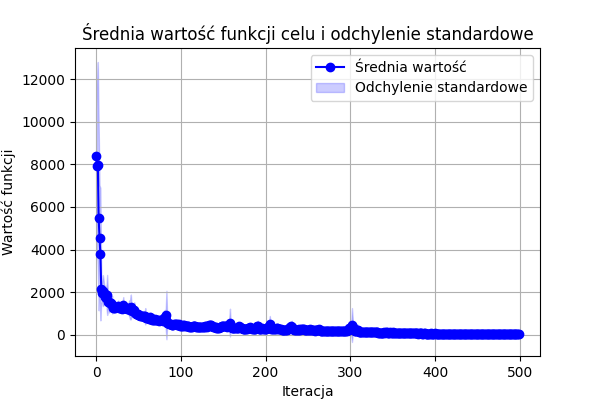 Średnia wartość funkcji celu i odchylenie standardowe
Średnia wartość
Odchylenie standardowe
Wartość funkcji
12000
10000
8000
6000
4000
2000
0
0 100 200 300 400 500
Iteracja